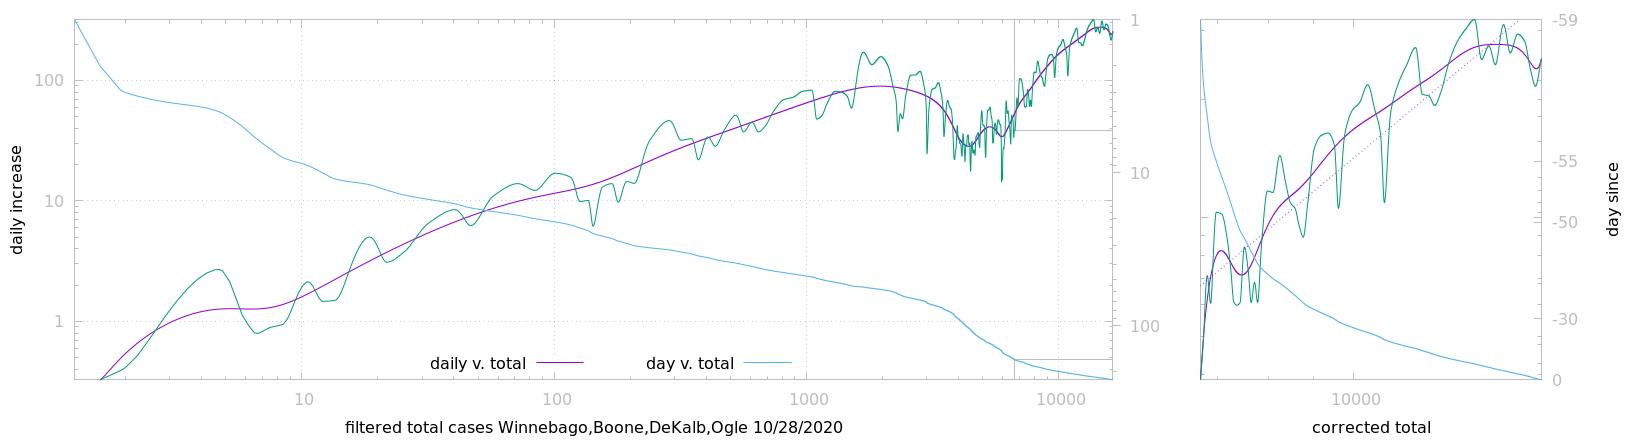 daily increase
100
10
1
1
10
100
daily v. total
day v. total
10
100
1000
10000
filtered total cases Winnebago,Boone,DeKalb,Ogle 10/28/2020
-59
-55
-50
-30
0
day since
10000
corrected total